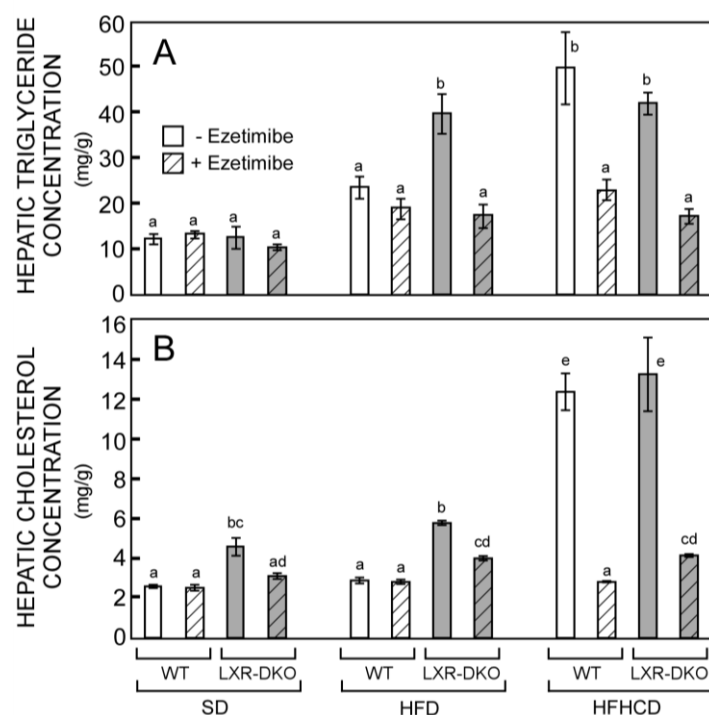 A
HEPATIC TRIGLYCERIDE
CONCENTRATION
(mg/g)
60
50
40
30
20
10
0
- Ezetimibe
+ Ezetimibe
a a a a
a a b a
b a b a
B
HEPATIC CHOLESTEROL
CONCENTRATION
(mg/g)
16
14
12
10
8
6
4
2
0
a a bc ad
a a b cd
e a e cd
WT LXR-DKO WT LXR-DKO WT LXR-DKO
SD HFD HFHCD